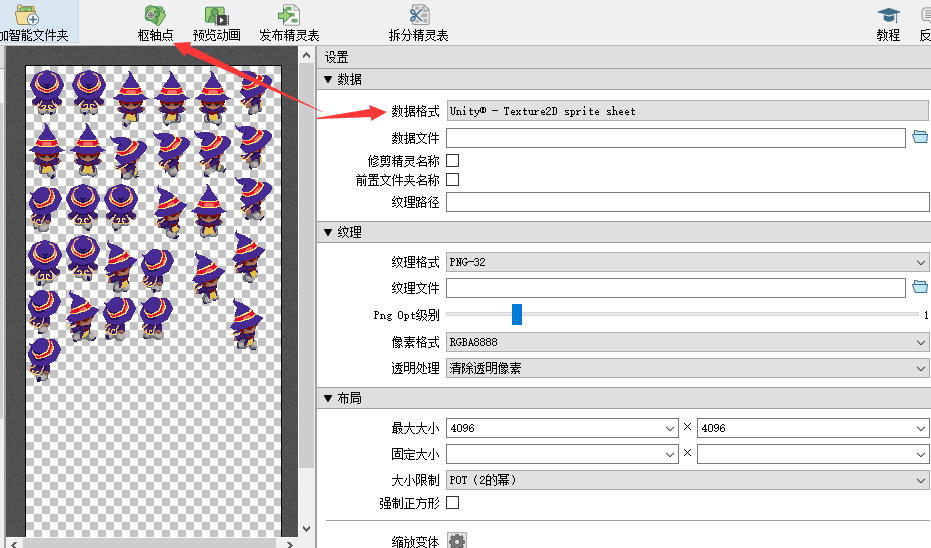 加智能文件夹 枢轴点 预览动画 发布精灵表 拆分精灵表 教程
设置
▼ 数据
数据格式 Unity® - Texture2D sprite sheet
数据文件
修剪精灵名称
前置文件夹名称
纹理路径
▼ 纹理
纹理格式 PNG-32
纹理文件
Png Opt级别 1
像素格式 RGBA8888
透明处理 清除透明像素
▼ 布局
最大大小 4096 × 4096
固定大小 ×
大小限制 POT (2的幂)
强制正方形
缩放变体